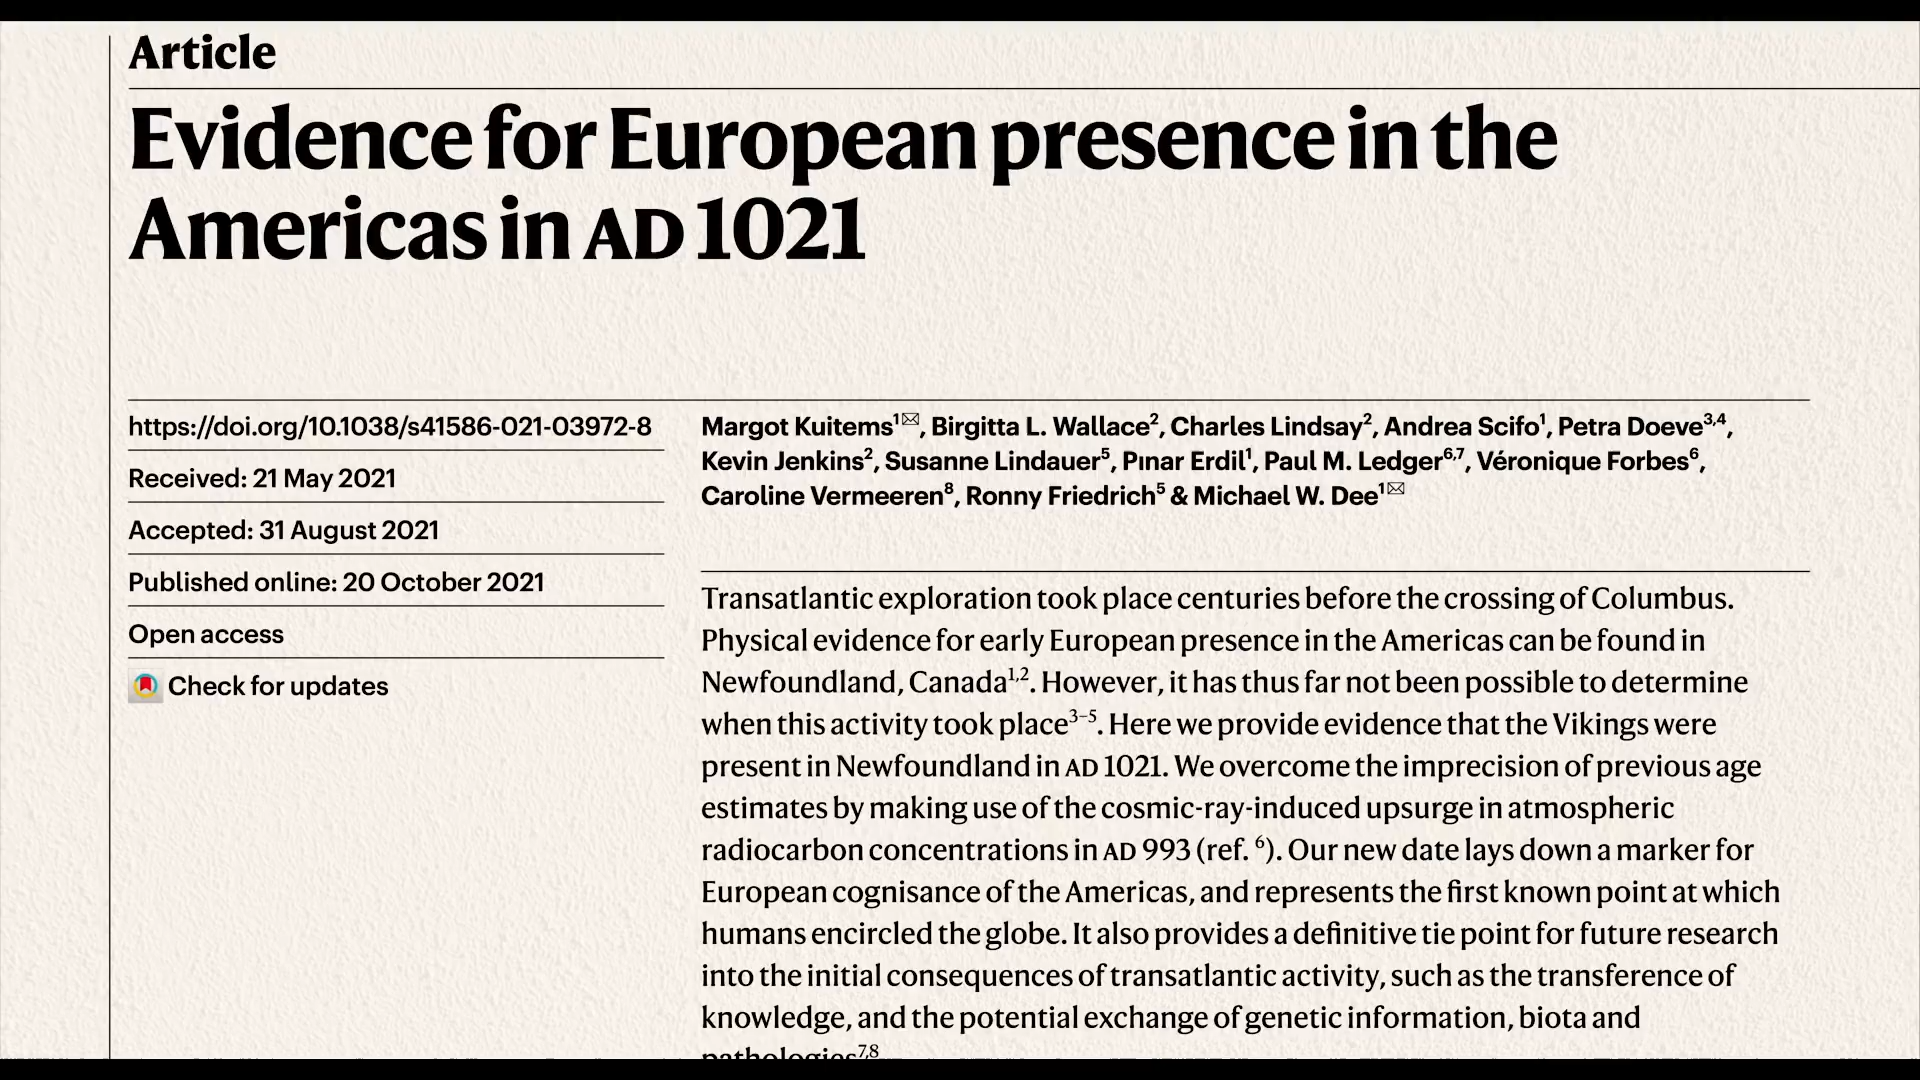 Article
Evidence for European presence in the
Americas in AD 1021
https://doi.org/10.1038/s41586-021-03972-8
Received: 21 May 2021
Accepted: 31 August 2021
Published online: 20 October 2021
Open access
Check for updates
Margot Kuitems1✉, Birgitta L. Wallace2, Charles Lindsay2, Andrea Scifo1, Petra Doeve3,4,
Kevin Jenkins2, Susanne Lindauer5, Pınar Erdil1, Paul M. Ledger6,7, Véronique Forbes6,
Caroline Vermeeren8, Ronny Friedrich5 & Michael W. Dee1✉
Transatlantic exploration took place centuries before the crossing of Columbus.
Physical evidence for early European presence in the Americas can be found in
Newfoundland, Canada1,2. However, it has thus far not been possible to determine
when this activity took place3–5. Here we provide evidence that the Vikings were
present in Newfoundland in AD 1021. We overcome the imprecision of previous age
estimates by making use of the cosmic-ray-induced upsurge in atmospheric
radiocarbon concentrations in AD 993 (ref. 6). Our new date lays down a marker for
European cognisance of the Americas, and represents the first known point at which
humans encircled the globe. It also provides a definitive tie point for future research
into the initial consequences of transatlantic activity, such as the transference of
knowledge, and the potential exchange of genetic information, biota and
pathologies7,8